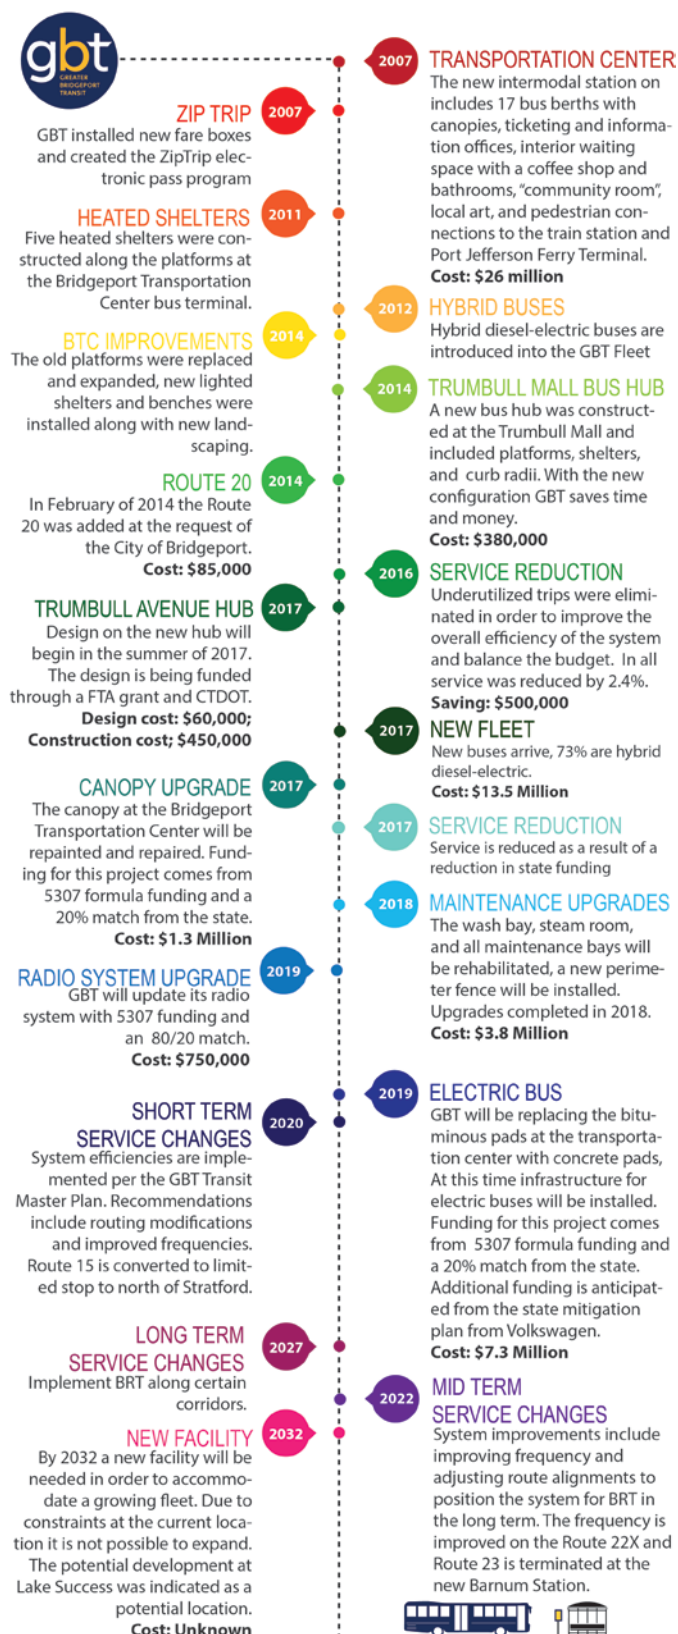 gbt
GREATER
BRIDGEPORT
TRANSIT
2007
TRANSPORTATION CENTER
The new intermodal station on
includes 17 bus berths with
canopies, ticketing and informa-
tion offices, interior waiting
space with a coffee shop and
bathrooms, "community room",
local art, and pedestrian con-
nections to the train station and
Port Jefferson Ferry Terminal.
Cost: $26 million
ZIP TRIP
2007
GBT installed new fare boxes
and created the ZipTrip elec-
tronic pass program
HEATED SHELTERS
2011
Five heated shelters were con-
structed along the platforms at
the Bridgeport Transportation
Center bus terminal.
2012
HYBRID BUSES
Hybrid diesel-electric buses are
introduced into the GBT Fleet
BTC IMPROVEMENTS
2014
The old platforms were replaced
and expanded, new lighted
shelters and benches were
installed along with new land-
scaping.
2014
TRUMBULL MALL BUS HUB
A new bus hub was construct-
ed at the Trumbull Mall and
included platforms, shelters,
and curb radii. With the new
configuration GBT saves time
and money.
Cost: $380,000
ROUTE 20
2014
In February of 2014 the Route
20 was added at the request of
the City of Bridgeport.
Cost: $85,000
2016
SERVICE REDUCTION
Underutilized trips were elimi-
nated in order to improve the
overall efficiency of the system
and balance the budget. In all
service was reduced by 2.4%.
Saving: $500,000
TRUMBULL AVENUE HUB
2017
Design on the new hub will
begin in the summer of 2017.
The design is being funded
through a FTA grant and CTDOT.
Design cost: $60,000;
Construction cost; $450,000
2017
NEW FLEET
New buses arrive, 73% are hybrid
diesel-electric.
Cost: $13.5 Million
CANOPY UPGRADE
2017
The canopy at the Bridgeport
Transportation Center will be
repainted and repaired. Fund-
ing for this project comes from
5307 formula funding and a
20% match from the state.
Cost: $1.3 Million
2017
SERVICE REDUCTION
Service is reduced as a result of a
reduction in state funding
2018
MAINTENANCE UPGRADES
The wash bay, steam room,
and all maintenance bays will
be rehabilitated, a new perime-
ter fence will be installed.
Upgrades completed in 2018.
Cost: $3.8 Million
RADIO SYSTEM UPGRADE
2019
GBT will update its radio
system with 5307 funding and
an 80/20 match.
Cost: $750,000
2019
ELECTRIC BUS
GBT will be replacing the bitu-
minous pads at the transporta-
tion center with concrete pads,
At this time infrastructure for
electric buses will be installed.
Funding for this project comes
from 5307 formula funding and
a 20% match from the state.
Additional funding is anticipat-
ed from the state mitigation
plan from Volkswagen.
Cost: $7.3 Million
SHORT TERM
SERVICE CHANGES
2020
System efficiencies are imple-
mented per the GBT Transit
Master Plan. Recommendations
include routing modifications
and improved frequencies.
Route 15 is converted to limit-
ed stop to north of Stratford.
LONG TERM
SERVICE CHANGES
2027
Implement BRT along certain
corridors.
2022
MID TERM
SERVICE CHANGES
System improvements include
improving frequency and
adjusting route alignments to
position the system for BRT in
the long term. The frequency is
improved on the Route 22X and
Route 23 is terminated at the
new Barnum Station.
NEW FACILITY
2032
By 2032 a new facility will be
needed in order to accommo-
date a growing fleet. Due to
constraints at the current loca-
tion it is not possible to expand.
The potential development at
Lake Success was indicated as a
potential location.
Cost: Unknown